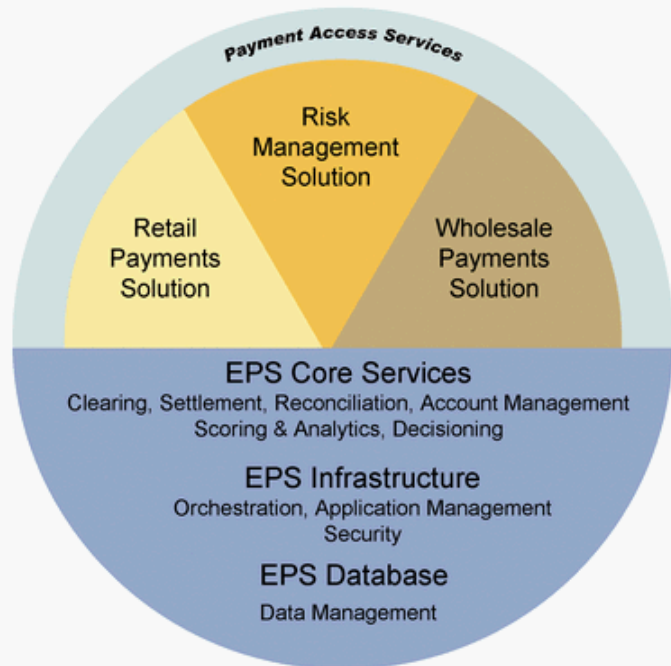 Payment Access Services
Risk
Management
Solution
Retail
Payments
Solution
Wholesale
Payments
Solution
EPS Core Services
Clearing, Settlement, Reconciliation, Account Management
Scoring & Analytics, Decisioning
EPS Infrastructure
Orchestration, Application Management
Security
EPS Database
Data Management